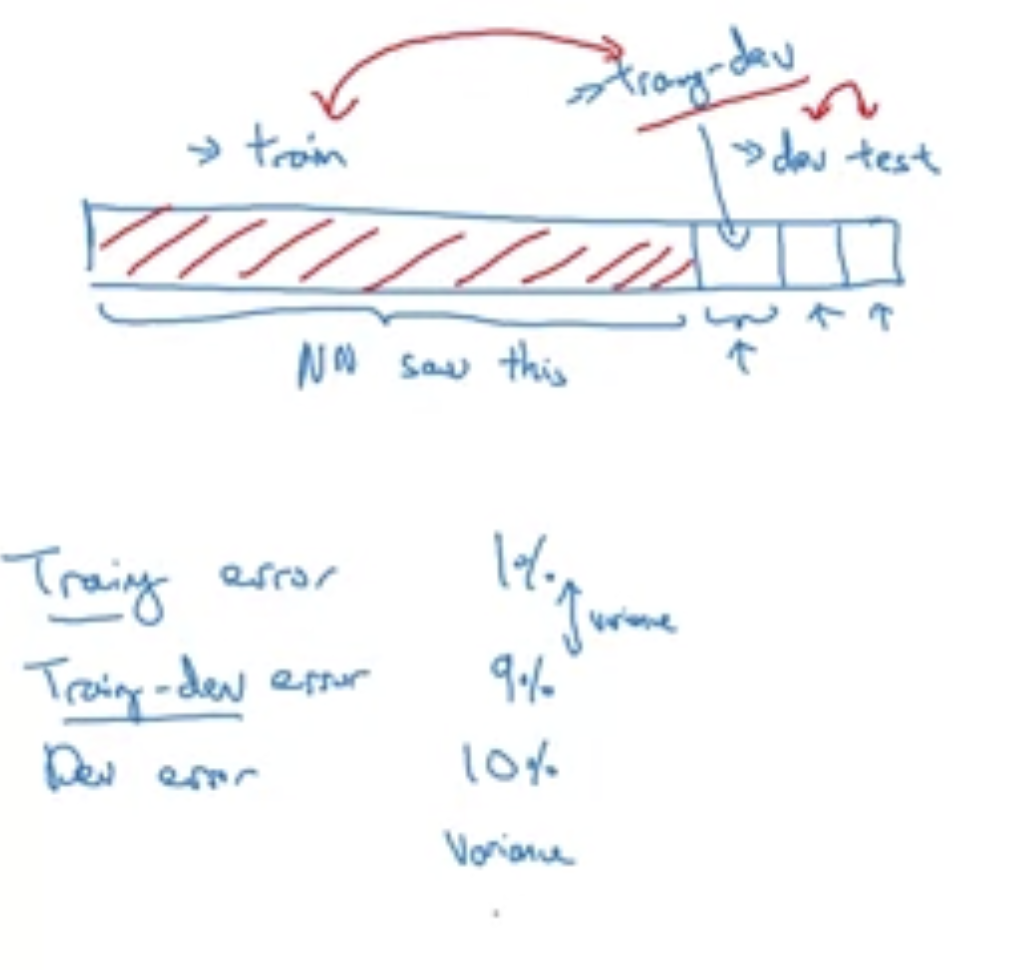 traing-dev
train
dev test
NN saw this
Traing error 1%
variance
Traing-dev error 9%
Dev error 10%
Variance